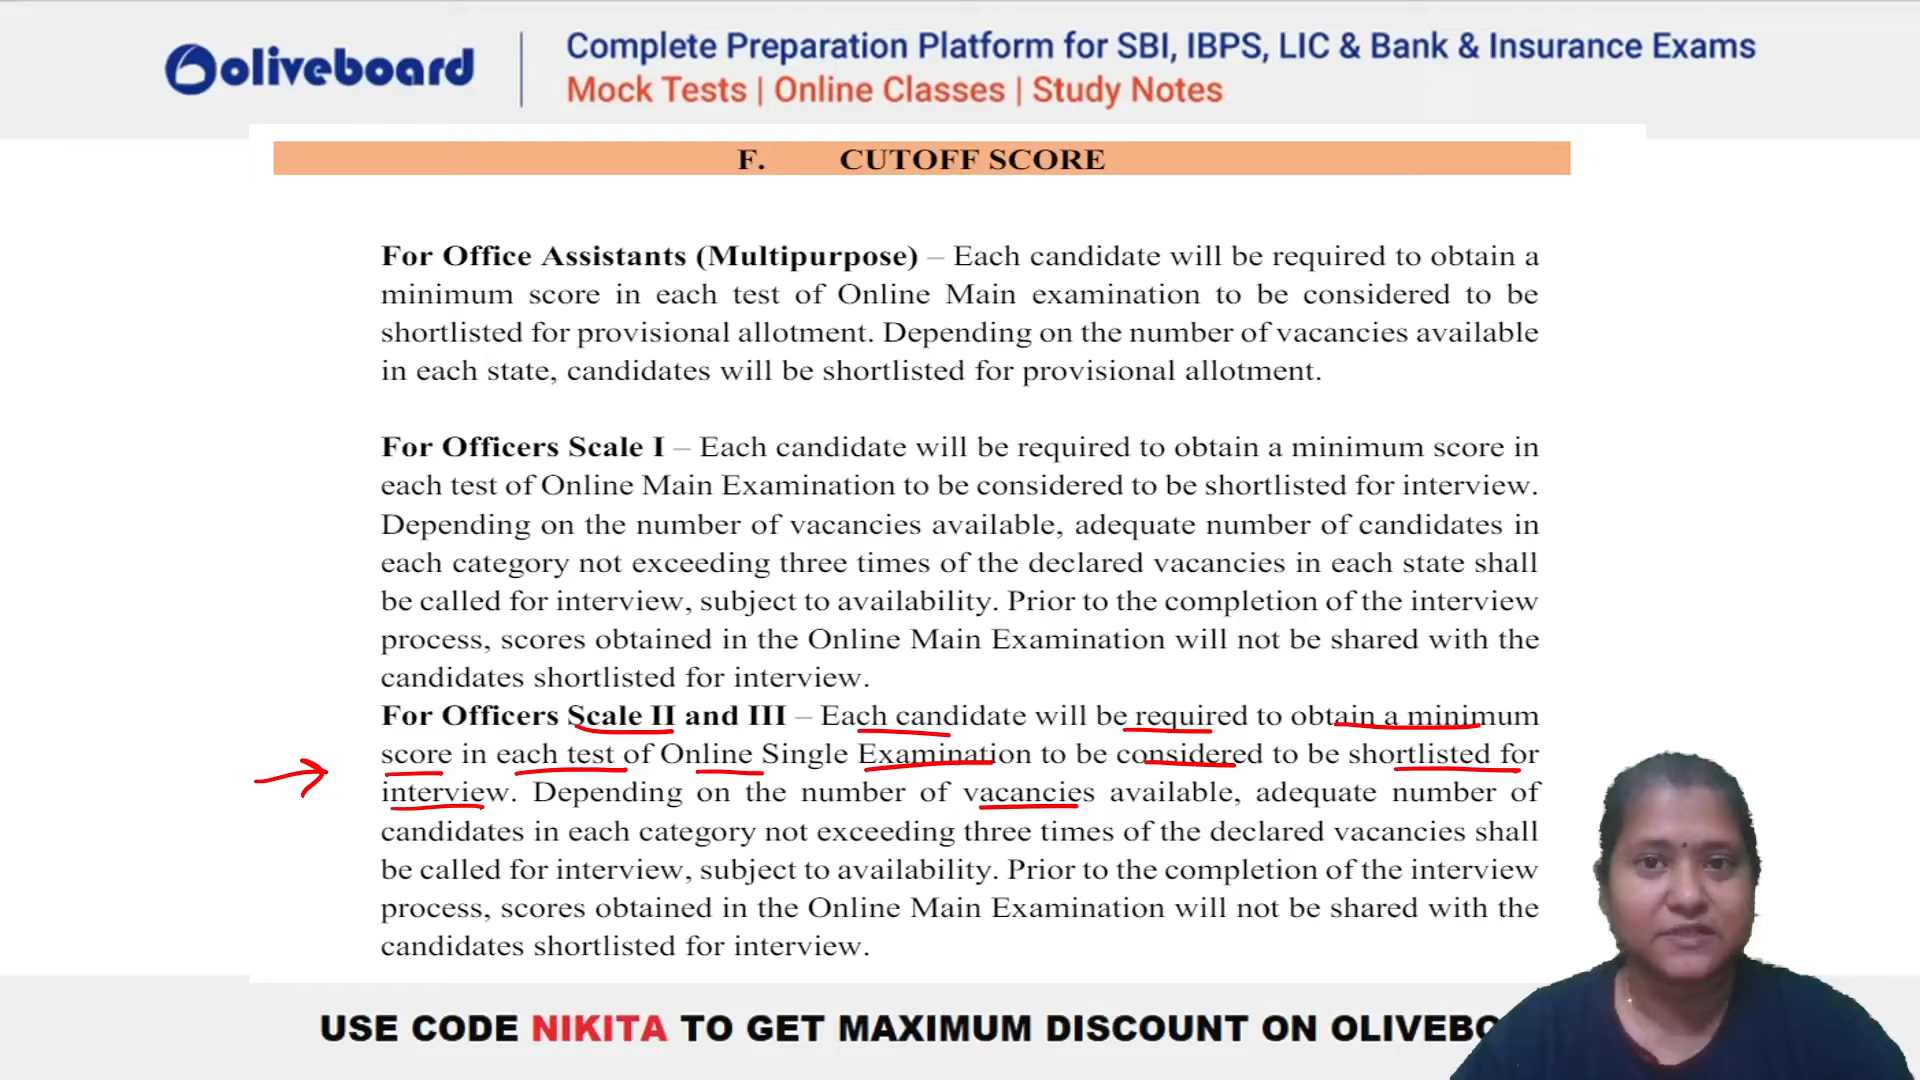 oliveboard
Complete Preparation Platform for SBI, IBPS, LIC & Bank & Insurance Exams
Mock Tests | Online Classes | Study Notes
F. CUTOFF SCORE
For Office Assistants (Multipurpose) – Each candidate will be required to obtain a
minimum score in each test of Online Main examination to be considered to be
shortlisted for provisional allotment. Depending on the number of vacancies available
in each state, candidates will be shortlisted for provisional allotment.
For Officers Scale I – Each candidate will be required to obtain a minimum score in
each test of Online Main Examination to be considered to be shortlisted for interview.
Depending on the number of vacancies available, adequate number of candidates in
each category not exceeding three times of the declared vacancies in each state shall
be called for interview, subject to availability. Prior to the completion of the interview
process, scores obtained in the Online Main Examination will not be shared with the
candidates shortlisted for interview.
For Officers Scale II and III – Each candidate will be required to obtain a minimum
score in each test of Online Single Examination to be considered to be shortlisted for
interview. Depending on the number of vacancies available, adequate number of
candidates in each category not exceeding three times of the declared vacancies shall
be called for interview, subject to availability. Prior to the completion of the interview
process, scores obtained in the Online Main Examination will not be shared with the
candidates shortlisted for interview.
USE CODE NIKITA TO GET MAXIMUM DISCOUNT ON